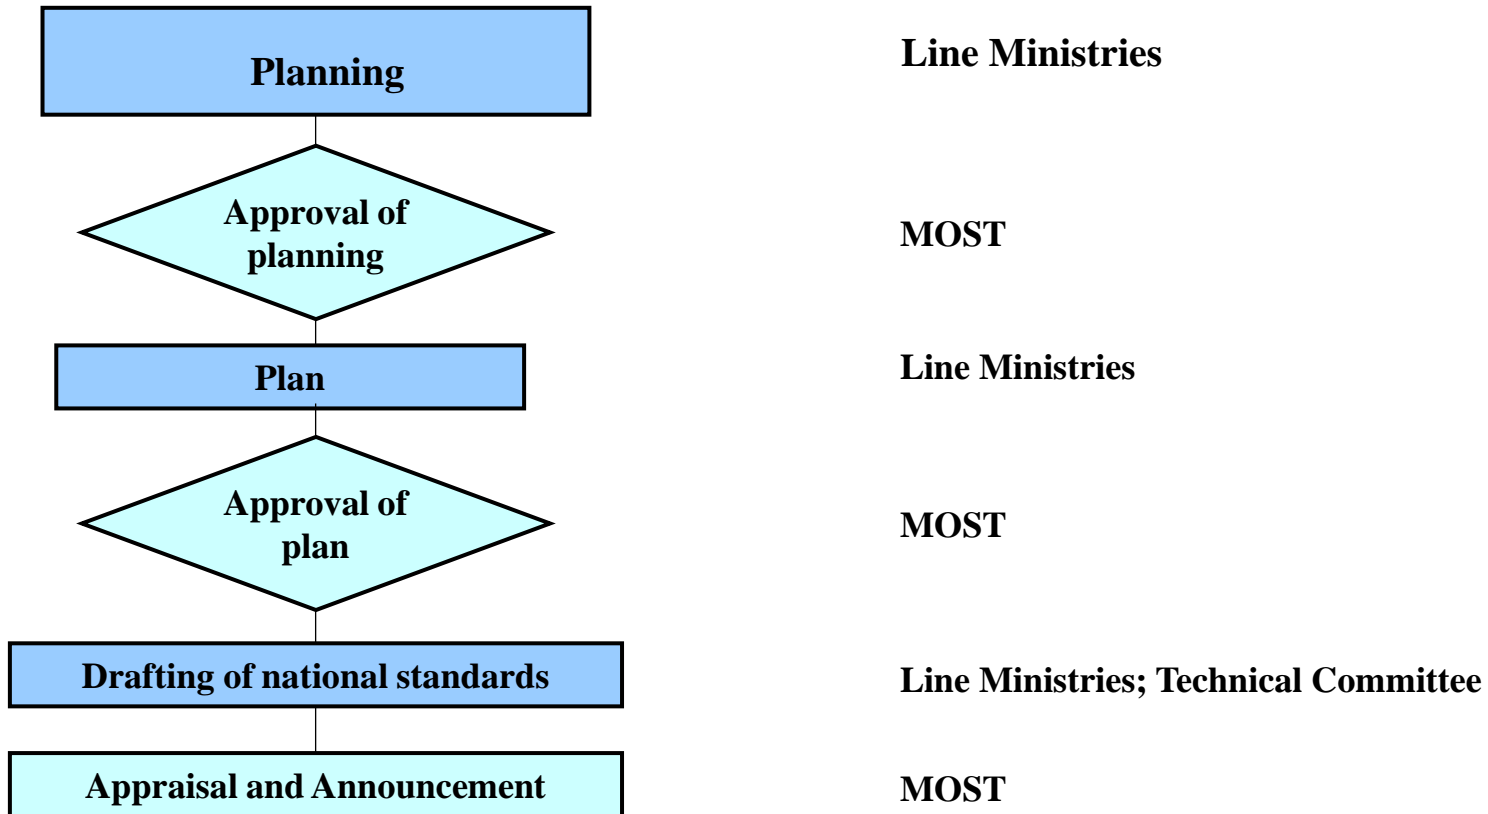 Planning
Line Ministries
Approval of
planning
MOST
Plan
Line Ministries
Approval of
plan
MOST
Drafting of national standards
Line Ministries; Technical Committee
Appraisal and Announcement
MOST